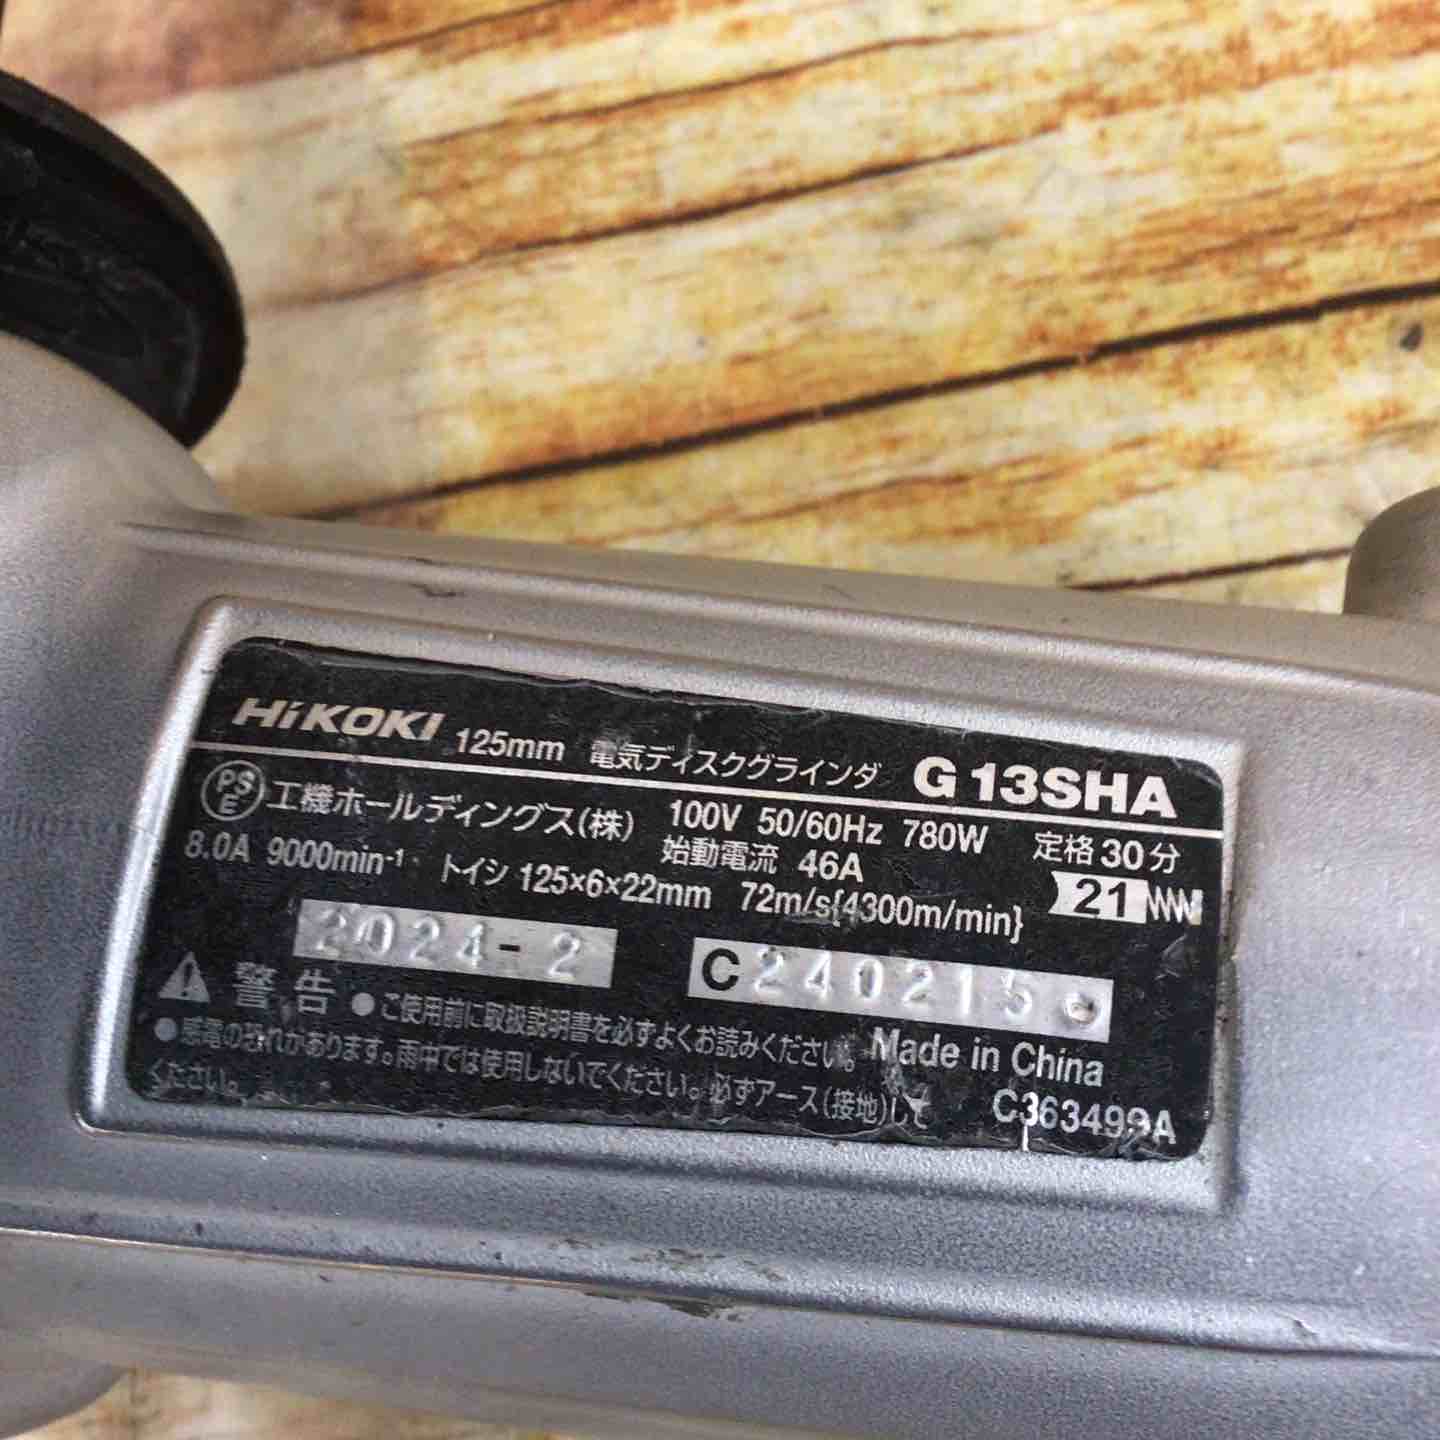 HiKOKI 125mm 電気ディスクグラインダ G 13SHA
PSE 工機ホールディングス(株) 100V 50/60Hz 780W 定格30分
8.0A 9000min⁻¹ 始動電流 46A
トイシ 125×6×22mm 72m/s{4300m/min} 21
2024-2 C240215
警告 ●ご使用前に取扱説明書を必ずよくお読みください。 Made in China
●感電の恐れがあります。雨中では使用しないでください。必ずアース(接地)して
ください。 C363499A